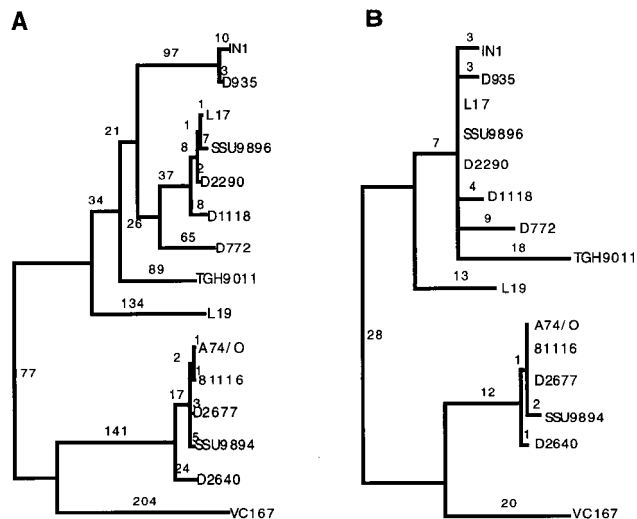 A
10
IN1
97
3
D935
1
L17
1
7
SSU9896
21
8
2
D2290
37
34
8
D1118
26
65
D772
89
TGH9011
134
L19
1
A74/O
2
1
81116
77
17
3
D2677
141
5
SSU9894
24
D2640
204
VC167
B
3
IN1
3
D935
L17
SSU9896
7
D2290
4
D1118
9
D772
18
TGH9011
13
L19
A74/O
28
81116
1
D2677
12
2
SSU9894
1
D2640
20
VC167